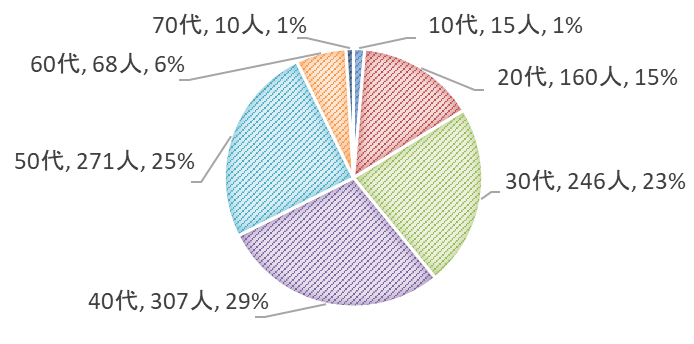 70代, 10人, 1%
10代, 15人, 1%
60代, 68人, 6%
20代, 160人, 15%
50代, 271人, 25%
30代, 246人, 23%
40代, 307人, 29%